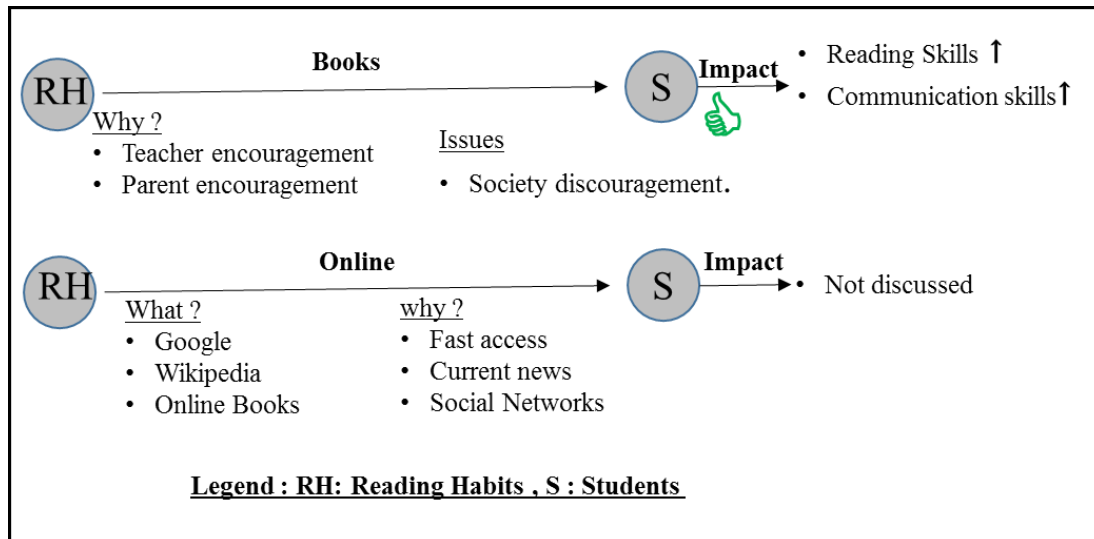 RH
Books
S
Impact
• Reading Skills ↑
• Communication skills↑
Why ?
• Teacher encouragement
• Parent encouragement
Issues
• Society discouragement.
RH
Online
S
Impact
• Not discussed
What ?
• Google
• Wikipedia
• Online Books
why ?
• Fast access
• Current news
• Social Networks
Legend : RH: Reading Habits , S : Students